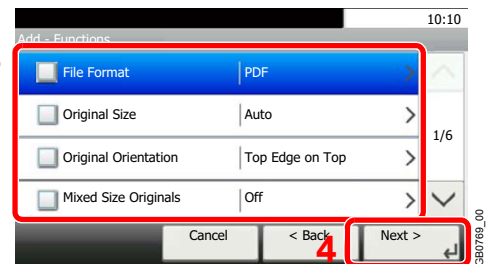 10:10
Add - Functions
File Format PDF >
Original Size Auto >
1/6
Original Orientation Top Edge on Top >
Mixed Size Originals Off >
Cancel < Back Next >
4
GB0769_00